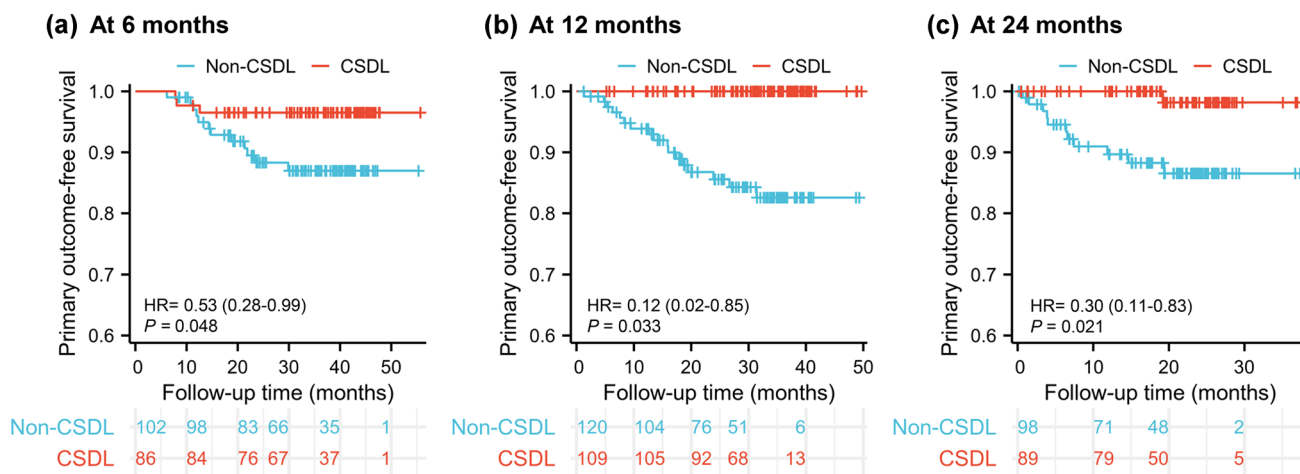 (a) At 6 months
Non-CSDL CSDL
Primary outcome-free survival
1.0
0.9
0.8
0.7
0.6
HR= 0.53 (0.28-0.99)
P = 0.048
0 10 20 30 40 50
Follow-up time (months)
Non-CSDL 102 98 83 66 35 1
CSDL 86 84 76 67 37 1
(b) At 12 months
Non-CSDL CSDL
Primary outcome-free survival
1.0
0.9
0.8
0.7
0.6
HR= 0.12 (0.02-0.85)
P = 0.033
0 10 20 30 40 50
Follow-up time (months)
Non-CSDL 120 104 76 51 6
CSDL 109 105 92 68 13
(c) At 24 months
Non-CSDL CSDL
Primary outcome-free survival
1.0
0.9
0.8
0.7
0.6
HR= 0.30 (0.11-0.83)
P = 0.021
0 10 20 30
Follow-up time (months)
Non-CSDL 98 71 48 2
CSDL 89 79 50 5